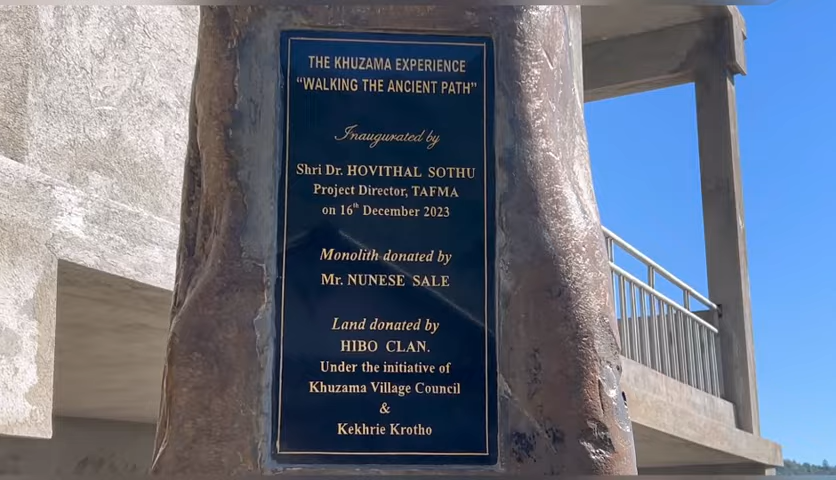 THE KHUZAMA EXPERIENCE
“WALKING THE ANCIENT PATH”
Inaugurated by
Shri Dr. HOVITHAL SOTHU
Project Director, TAFMA
on 16th December 2023
Monolith donated by
Mr. NUNESE SALE
Land donated by
HIBO CLAN.
Under the initiative of
Khuzama Village Council
&
Kekhrie Krotho